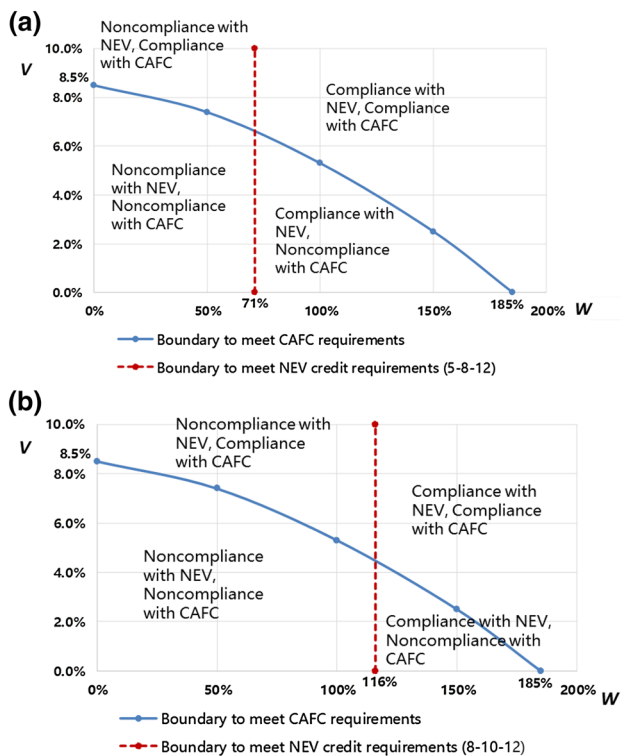 (a)
Noncompliance with
NEV, Compliance
with CAFC
10.0%
V
8.5%
8.0%
Compliance with
NEV, Compliance
with CAFC
6.0%
Noncompliance
with NEV,
Noncompliance
with CAFC
4.0%
Compliance with
NEV,
Noncompliance
with CAFC
2.0%
0.0%
71%
185%
W
0%
50%
100%
150%
200%
Boundary to meet CAFC requirements
Boundary to meet NEV credit requirements (5-8-12)
(b)
10.0%
Noncompliance with
NEV, Compliance
with CAFC
V
8.5%
8.0%
Compliance with
NEV, Compliance
with CAFC
6.0%
Noncompliance
with NEV,
Noncompliance
with CAFC
4.0%
2.0%
Compliance with NEV,
Noncompliance with
CAFC
0.0%
116%
185%
0%
50%
100%
150%
200%
W
Boundary to meet CAFC requirements
Boundary to meet NEV credit requirements (8-10-12)